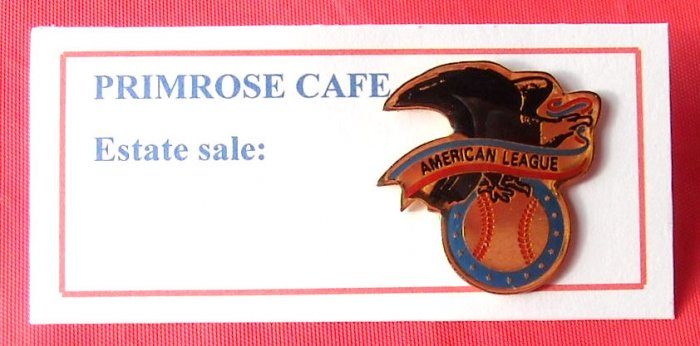 PRIMROSE CAFE
Estate sale:
AMERICAN LEAGUE